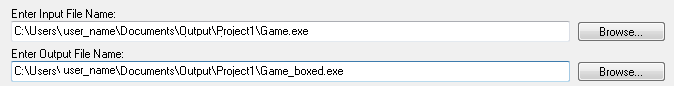 Enter Input File Name:
C:\Users\ user_name\Documents\Output\Project1\Game.exe Browse...
Enter Output File Name:
C:\Users\ user_name\Documents\Output\Project1\Game_boxed.exe Browse...